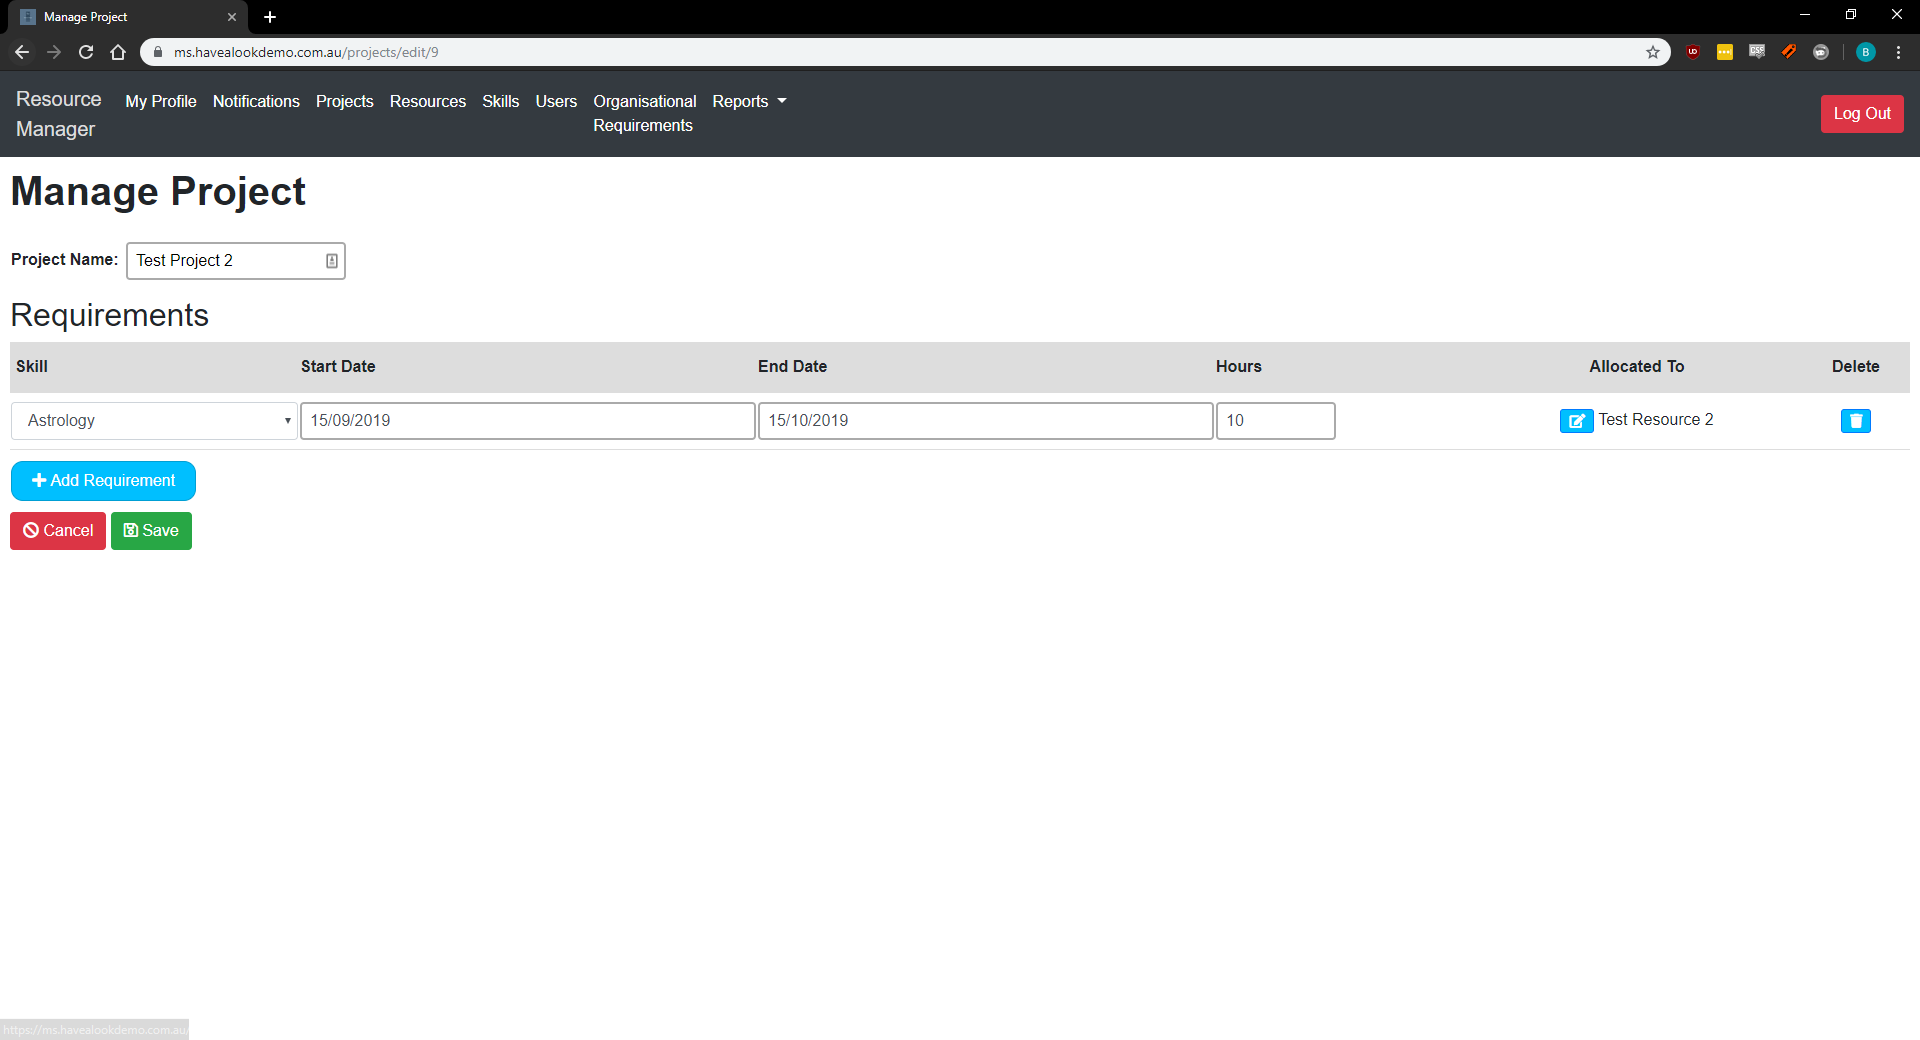 Manage Project
ms.havealookdemo.com.au/projects/edit/9
B
Resource Manager
My Profile
Notifications
Projects
Resources
Skills
Users
Organisational Requirements
Reports
Log Out
Manage Project
Project Name: Test Project 2
Requirements
Skill Start Date End Date Hours Allocated To Delete
Astrology 15/09/2019 15/10/2019 10 Test Resource 2
Add Requirement
Cancel Save
https://ms.havealookdemo.com.au/